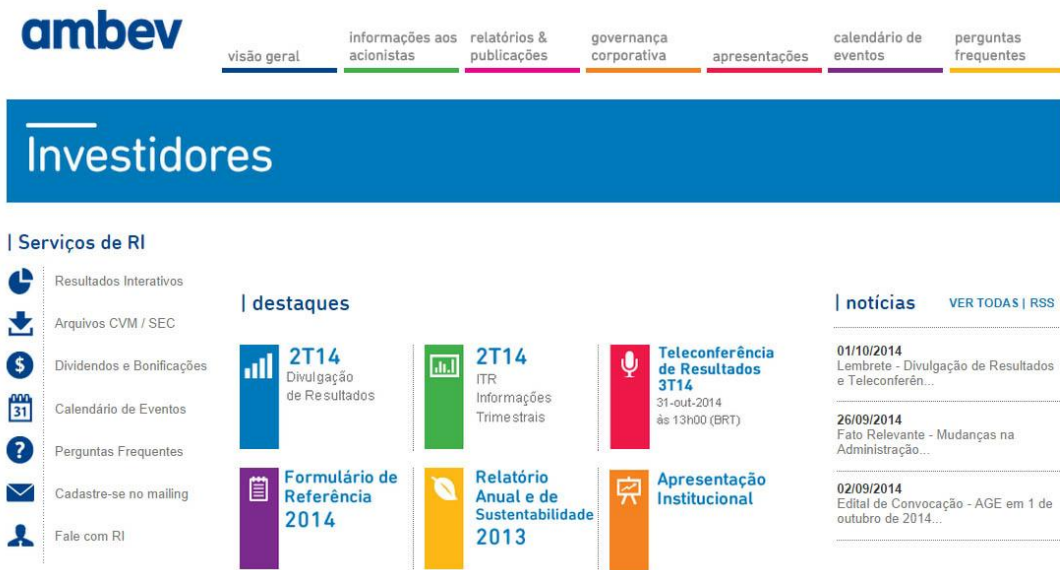 ambev
visão geral
informações aos
acionistas
relatórios &
publicações
governança
corporativa
apresentações
calendário de
eventos
perguntas
frequentes
Investidores
| Serviços de RI
Resultados Interativos
Arquivos CVM / SEC
$
Dividendos e Bonificações
31
Calendário de Eventos
?
Perguntas Frequentes
Cadastre-se no mailing
Fale com RI
| destaques
2T14
Divulgação
de Resultados
2T14
ITR
Informações
Trimestrais
Teleconferência
de Resultados
3T14
31-out-2014
às 13h00 (BRT)
Formulário de
Referência
2014
Relatório
Anual e de
Sustentabilidade
2013
Apresentação
Institucional
| notícias VER TODAS | RSS
01/10/2014
Lembrete - Divulgação de Resultados
e Teleconferên...
26/09/2014
Fato Relevante - Mudanças na
Administração...
02/09/2014
Edital de Convocação - AGE em 1 de
outubro de 2014...